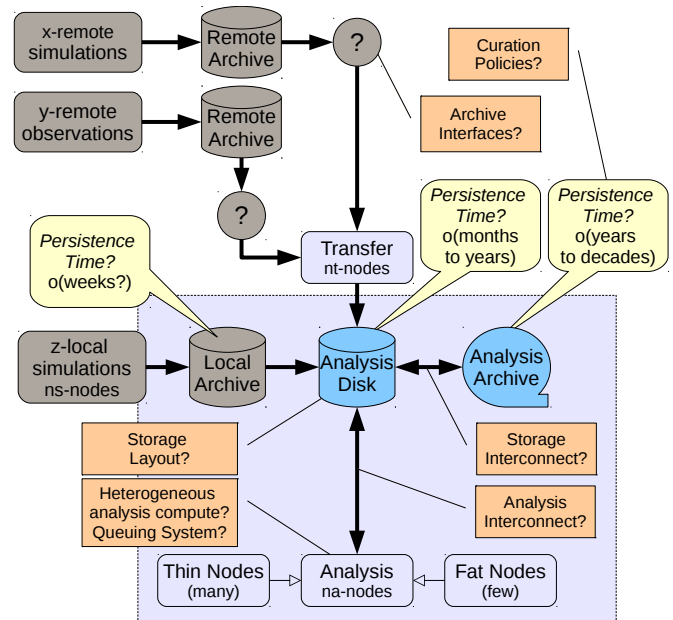 x-remote
simulations
Remote
Archive
?
Curation
Policies?
y-remote
observations
Remote
Archive
Archive
Interfaces?
?
Persistence
Time?
o(weeks?)
Transfer
nt-nodes
Persistence
Time?
o(months
to years)
Persistence
Time?
o(years
to decades)
z-local
simulations
ns-nodes
Local
Archive
Analysis
Disk
Analysis
Archive
Storage
Layout?
Storage
Interconnect?
Heterogeneous
analysis compute?
Queuing System?
Analysis
Interconnect?
Thin Nodes
(many)
Analysis
na-nodes
Fat Nodes
(few)